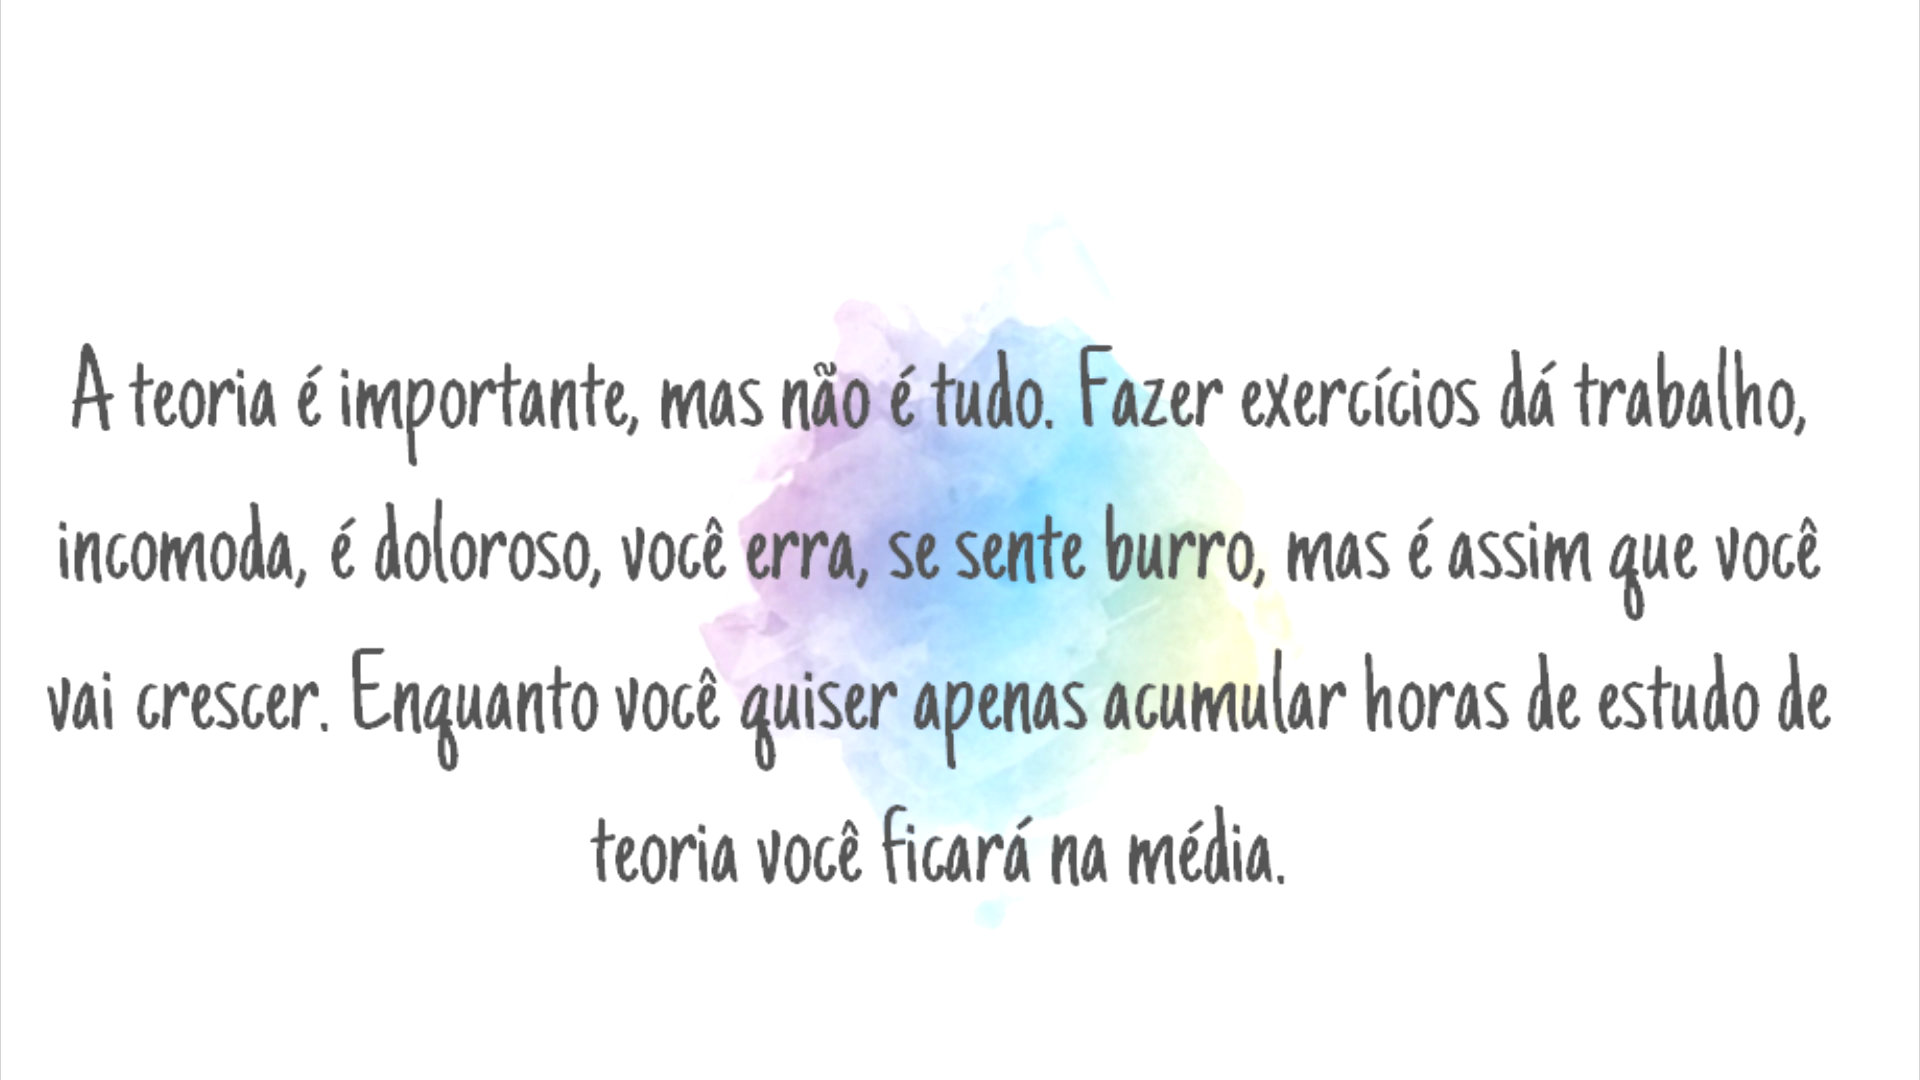 A teoria é importante, mas não é tudo. Fazer exercícios dá trabalho,
incomoda, é doloroso, você erra, se sente burro, mas é assim que você
vai crescer. Enquanto você quiser apenas acumular horas de estudo de
teoria você ficará na média.